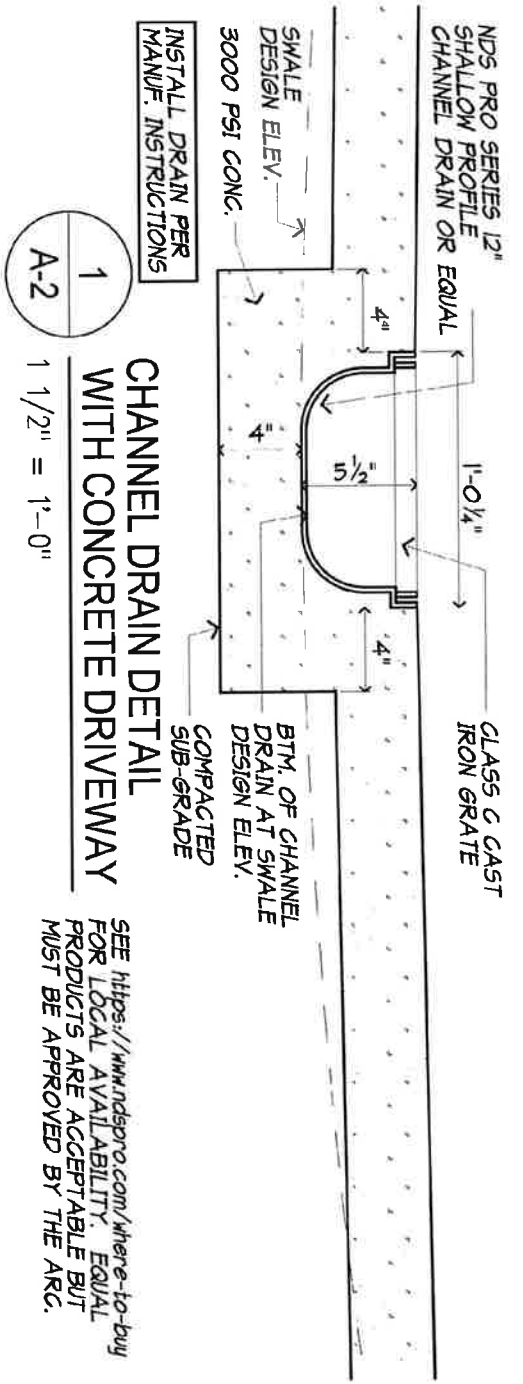 NDS PRO SERIES 12"
SHALLOW PROFILE
CHANNEL DRAIN OR EQUAL
1'-0 1/4"
CLASS C CAST
IRON GRATE
4"
4"
5 1/2"
4"
SWALE
DESIGN ELEV.
3000 PSI CONC.
BTM. OF CHANNEL
DRAIN AT SWALE
DESIGN ELEV.
COMPACTED
SUB-GRADE
INSTALL DRAIN PER
MANUF. INSTRUCTIONS
1
A-2
CHANNEL DRAIN DETAIL
WITH CONCRETE DRIVEWAY
1 1/2" = 1'-0"
SEE https://www.ndspro.com/where-to-buy
FOR LOCAL AVAILABILITY. EQUAL
PRODUCTS ARE ACCEPTABLE BUT
MUST BE APPROVED BY THE ARC.